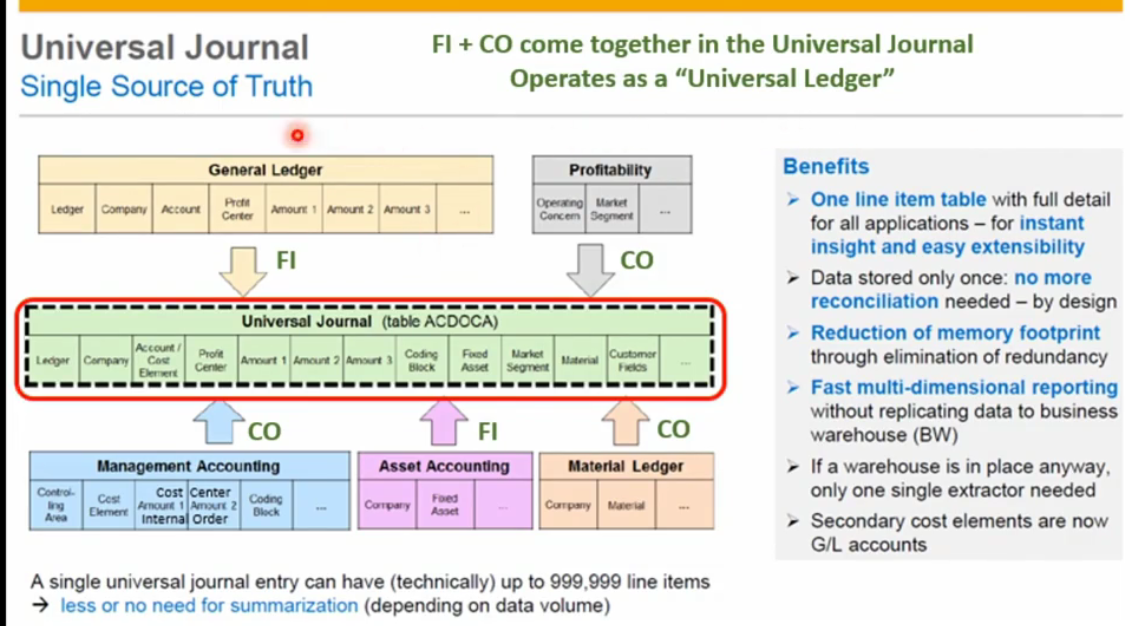 Universal Journal
Single Source of Truth
FI + CO come together in the Universal Journal
Operates as a “Universal Ledger”
General Ledger
Ledger Company Account Profit Center Amount 1 Amount 2 Amount 3 ...
Profitability
Operating Concern Market Segment ...
FI
CO
Universal Journal (table ACDOCA)
Ledger Company Account / Cost Element Profit Center Amount 1 Amount 2 Amount 3 Coding Block Fixed Asset Market Segment Material Customer Fields ...
CO
FI
CO
Management Accounting
Control-ling Area Cost Element Cost Center Amount 1 Amount 2 Internal Order Coding Block ...
Asset Accounting
Company Fixed Asset ...
Material Ledger
Company Material ...
A single universal journal entry can have (technically) up to 999,999 line items
→ less or no need for summarization (depending on data volume)
Benefits
➢ One line item table with full detail
for all applications – for instant
insight and easy extensibility
➢ Data stored only once: no more
reconciliation needed – by design
➢ Reduction of memory footprint
through elimination of redundancy
➢ Fast multi-dimensional reporting
without replicating data to business
warehouse (BW)
➢ If a warehouse is in place anyway,
only one single extractor needed
➢ Secondary cost elements are now
G/L accounts